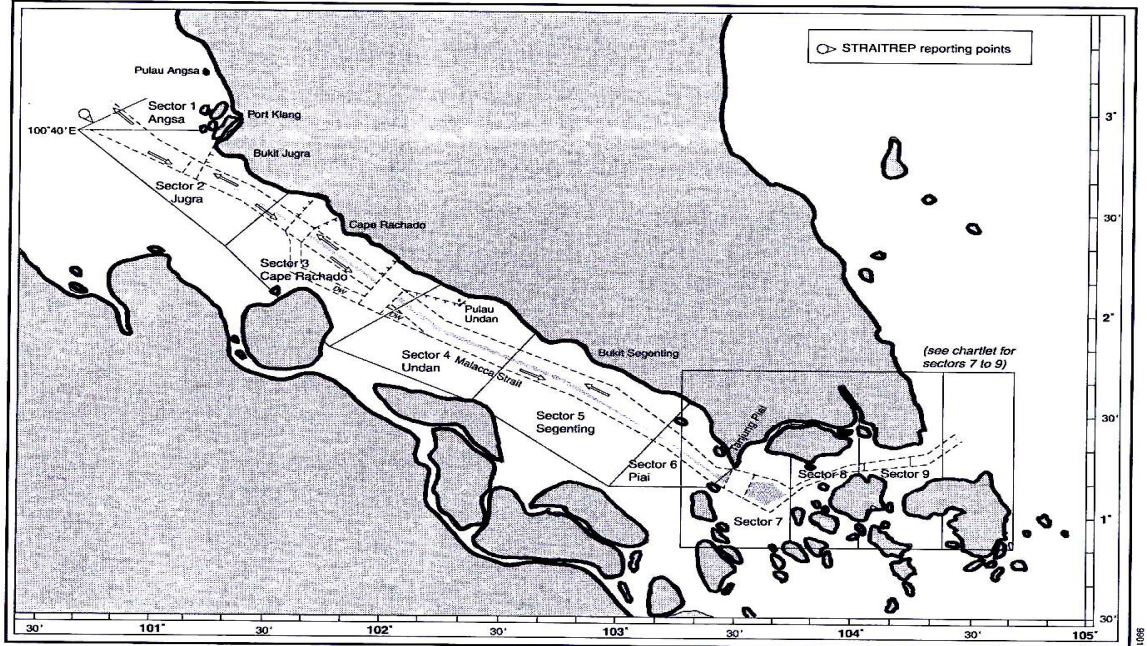 STRAITREP reporting points
Pulau Angsa
Sector 1
Angsa
100°40'E
Port Klang
Bukit Jugra
Sector 2
Jugra
Cape Rachado
Sector 3
Cape Rachado
DW
DW
Pulau
Undan
Sector 4
Undan
Malacca Strait
Bukit Segenting
Sector 5
Segenting
(see chartlet for
sectors 7 to 9)
Tanjung Piai
Sector 6
Piai
Sector 7
Sector 8
Sector 9
3°
30'
2°
30'
1°
30'
30' 101° 30' 102° 30' 103° 30' 104° 30' 105°